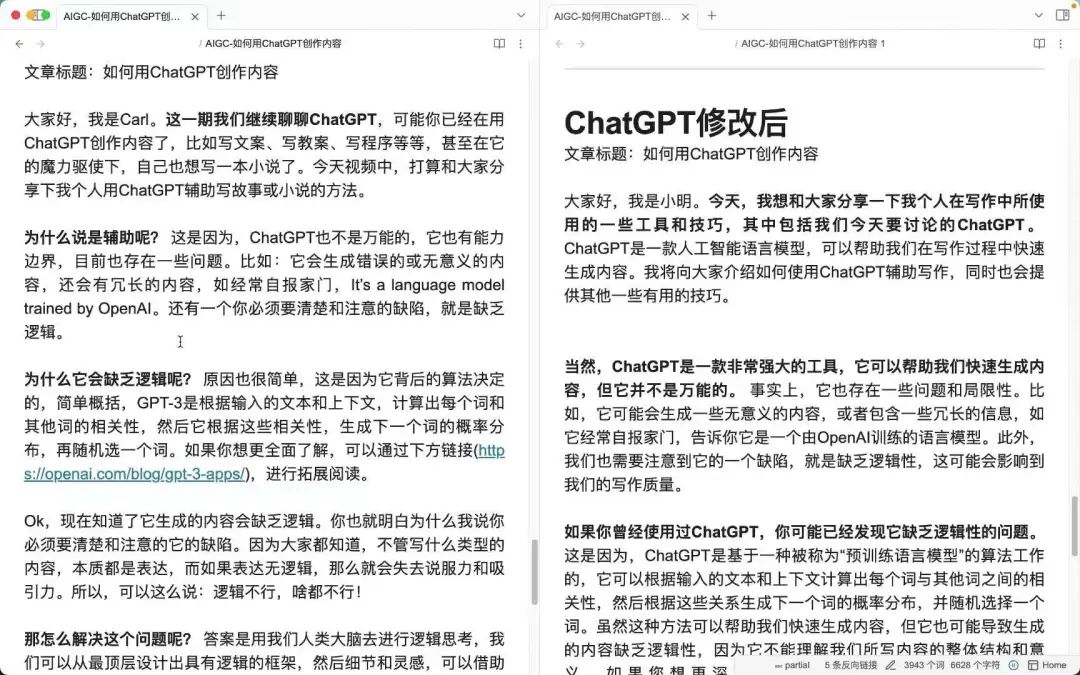 AIGC-如何用ChatGPT创...
AIGC-如何用ChatGPT创...
/ AIGC-如何用ChatGPT创作内容
/ AIGC-如何用ChatGPT创作内容 1
文章标题：如何用ChatGPT创作内容
大家好，我是Carl。这一期我们继续聊聊ChatGPT，可能你已经在用
ChatGPT创作内容了，比如写文案、写教案、写程序等等，甚至在它
的魔力驱使下，自己也想写一本小说了。今天视频中，打算和大家分
享下我个人用ChatGPT辅助写故事或小说的方法。
为什么说是辅助呢？ 这是因为，ChatGPT也不是万能的，它也有能力
边界，目前也存在一些问题。比如：它会生成错误的或无意义的内
容，还会有冗长的内容，如经常自报家门，It's a language model
trained by OpenAI。还有一个你必须要清楚和注意的缺陷，就是缺乏
逻辑。
为什么它会缺乏逻辑呢？ 原因也很简单，这是因为它背后的算法决定
的，简单概括，GPT-3是根据输入的文本和上下文，计算出每个词和
其他词的相关性，然后它根据这些相关性，生成下一个词的概率分
布，再随机选一个词。如果你想更全面了解，可以通过下方链接(http
s://openai.com/blog/gpt-3-apps/)，进行拓展阅读。
Ok，现在知道了它生成的内容会缺乏逻辑。你也就明白为什么我说你
必须要清楚和注意的它的缺陷。因为大家都知道，不管写什么类型的
内容，本质都是表达，而如果表达无逻辑，那么就会失去说服力和吸
引力。所以，可以这么说：逻辑不行，啥都不行！
那怎么解决这个问题呢？ 答案是用我们人类大脑去进行逻辑思考，我
们可以从最顶层设计出具有逻辑的框架，然后细节和灵感，可以借助
ChatGPT修改后
文章标题：如何用ChatGPT创作内容
大家好，我是小明。今天，我想和大家分享一下我个人在写作中所使
用的一些工具和技巧，其中包括我们今天要讨论的ChatGPT。
ChatGPT是一款人工智能语言模型，可以帮助我们在写作过程中快速
生成内容。我将向大家介绍如何使用ChatGPT辅助写作，同时也会提
供其他一些有用的技巧。
当然，ChatGPT是一款非常强大的工具，它可以帮助我们快速生成内
容，但它并不是万能的。 事实上，它也存在一些问题和局限性。比
如，它可能会生成一些无意义的内容，或者包含一些冗长的信息，如
它经常自报家门，告诉你它是一个由OpenAI训练的语言模型。此外，
我们也需要注意到它的一个缺陷，就是缺乏逻辑性，这可能会影响到
我们的写作质量。
如果你曾经使用过ChatGPT，你可能已经发现它缺乏逻辑性的问题。
这是因为，ChatGPT是基于一种被称为“预训练语言模型”的算法工作
的，它可以根据输入的文本和上下文计算出每个词与其他词之间的相
关性，然后根据这些关系生成下一个词的概率分布，并随机选择一个
词。虽然这种方法可以帮助我们快速生成内容，但它也可能导致生成
的内容缺乏逻辑性，因为它不能理解我们所写内容的整体结构和意
义。如果你想更深
partial 5 条反向链接 3943 个词 6628 个字符 Home